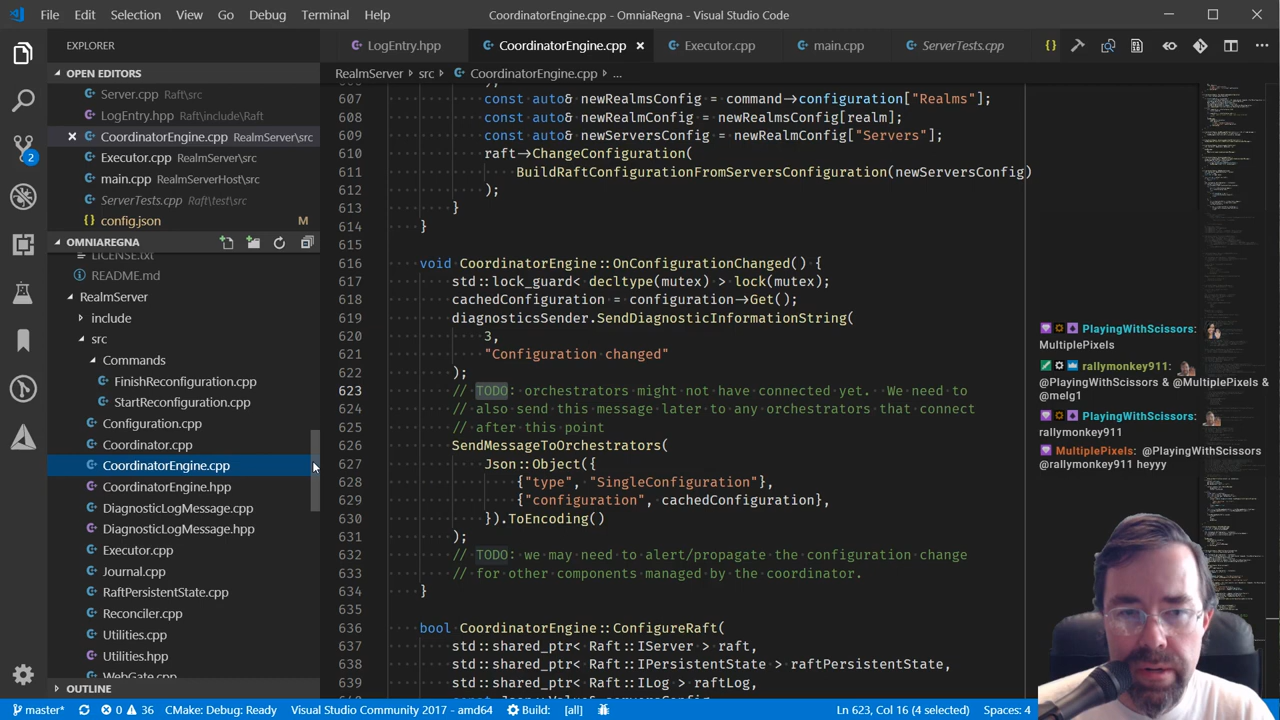 File Edit Selection View Go Debug Terminal Help CoordinatorEngine.cpp - OmniaRegna - Visual Studio Code
EXPLORER
LogEntry.hpp CoordinatorEngine.cpp Executor.cpp main.cpp ServerTests.cpp
OPEN EDITORS
RealmServer > src > CoordinatorEngine.cpp > ...
Server.cpp Raft\src
LogEntry.hpp Raft\include\Raft
CoordinatorEngine.cpp RealmServer\src
Executor.cpp RealmServer\src
main.cpp RealmServerHost\src
ServerTests.cpp Raft\test\src
config.json M
2
OMNIAREGNA
LICENSE.txt
README.md
RealmServer
include
src
Commands
FinishReconfiguration.cpp
StartReconfiguration.cpp
Configuration.cpp
Coordinator.cpp
CoordinatorEngine.cpp
CoordinatorEngine.hpp
DiagnosticLogMessage.cpp
DiagnosticLogMessage.hpp
Executor.cpp
Journal.cpp
RaftPersistentState.cpp
Reconciler.cpp
Utilities.cpp
Utilities.hpp
WebGate.cpp
OUTLINE
607 const auto& newRealmsConfig = command->configuration["Realms"];
608 const auto& newRealmConfig = newRealmsConfig[realm];
609 const auto& newServersConfig = newRealmConfig["Servers"];
610 raft->ChangeConfiguration(
611 BuildRaftConfigurationFromServersConfiguration(newServersConfig)
612 );
613 }
614 }
615
616 void CoordinatorEngine::OnConfigurationChanged() {
617 std::lock_guard< decltype(mutex) > lock(mutex);
618 cachedConfiguration = configuration->Get();
619 diagnosticsSender.SendDiagnosticInformationString(
620 3,
621 "Configuration changed"
622 );
623 // TODO: orchestrators might not have connected yet. We need to
624 // also send this message later to any orchestrators that connect
625 // after this point
626 SendMessageToOrchestrators(
627 Json::Object({
628 {"type", "SingleConfiguration"},
629 {"configuration", cachedConfiguration},
630 }).ToEncoding()
631 );
632 // TODO: we may need to alert/propagate the configuration change
633 // for other components managed by the coordinator.
634 }
635
636 bool CoordinatorEngine::ConfigureRaft(
637 std::shared_ptr< Raft::IServer > raft,
638 std::shared_ptr< Raft::IPersistentState > raftPersistentState,
639 std::shared_ptr< Raft::ILog > raftLog,
PlayingWithScissors:
MultiplePixels
rallymonkey911:
@PlayingWithScissors & @MultiplePixels &
@melg1
PlayingWithScissors:
rallymonkey911
MultiplePixels: @PlayingWithScissors
@rallymonkey911 heyyy
master* 0 36 CMake: Debug: Ready Visual Studio Community 2017 - amd64 Build: [all] Ln 623, Col 16 (4 selected) Spaces: 4